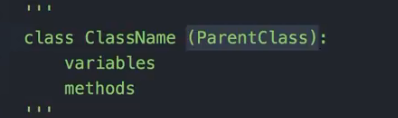 '''
class ClassName (ParentClass):
    variables
    methods
'''